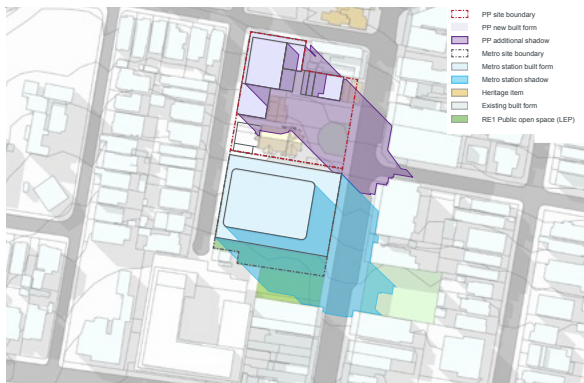 PP site boundary
PP new built form
PP additional shadow
Metro site boundary
Metro station built form
Metro station shadow
Heritage item
Existing built form
RE1 Public open space (LEP)